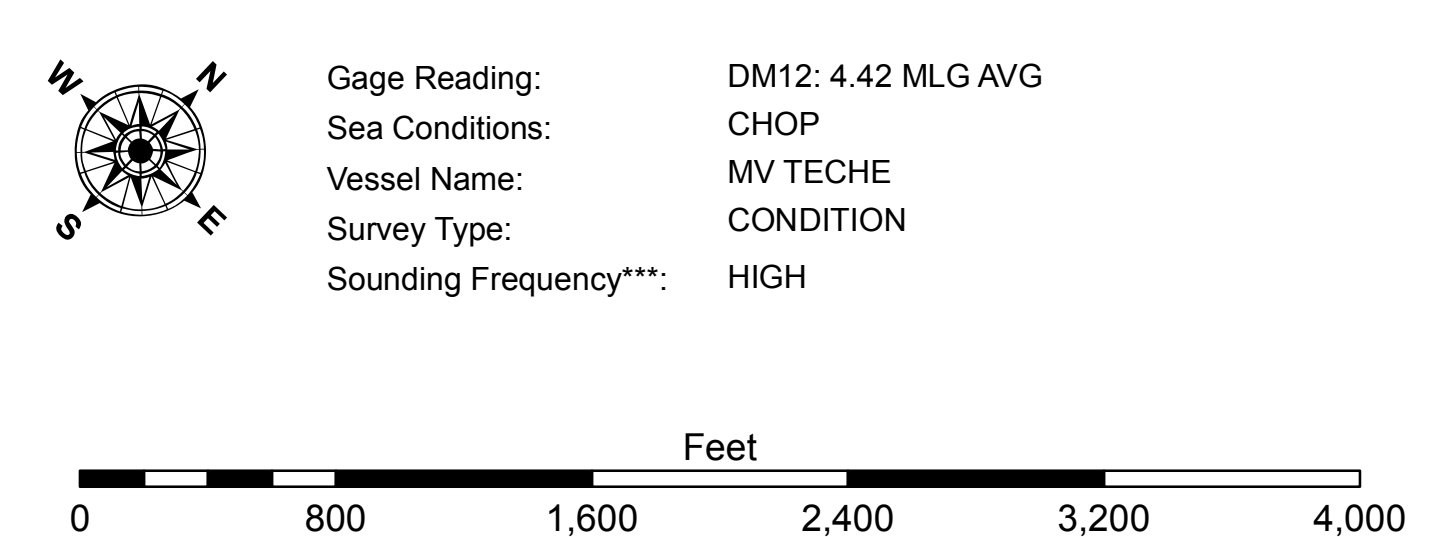 W N
S E
Gage Reading: DM12: 4.42 MLG AVG
Sea Conditions: CHOP
Vessel Name: MV TECHE
Survey Type: CONDITION
Sounding Frequency***: HIGH
Feet
0 800 1,600 2,400 3,200 4,000